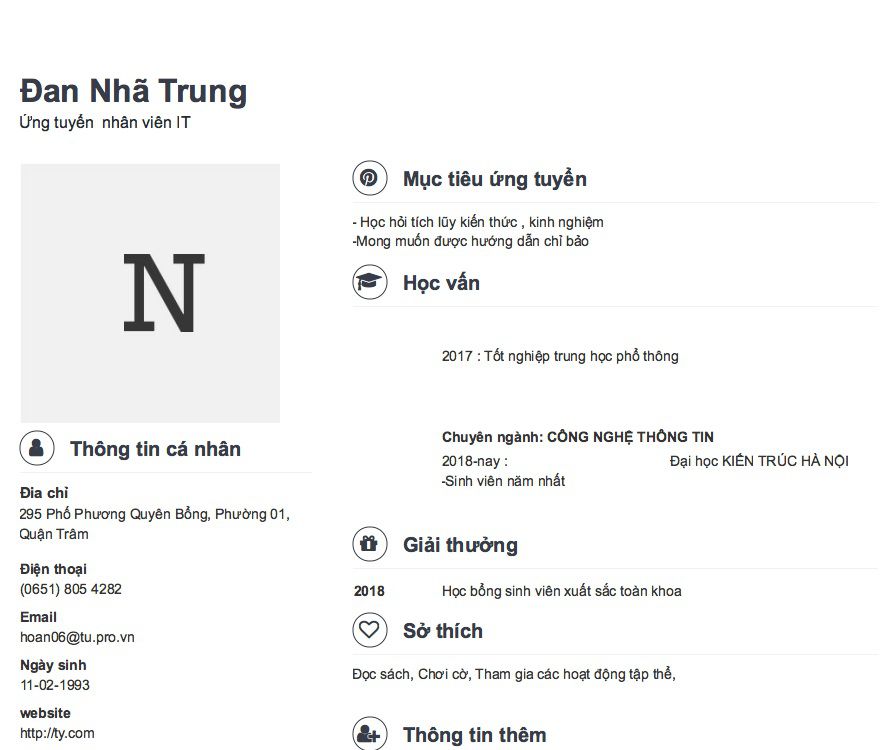 Đan Nhã Trung
Ứng tuyển  nhân viên IT
N
Thông tin cá nhân
Đia chỉ
295 Phố Phương Quyên Bổng, Phường 01,
Quận Trâm
Điện thoại
(0651) 805 4282
Email
hoan06@tu.pro.vn
Ngày sinh
11-02-1993
website
http://ty.com
Mục tiêu ứng tuyển
- Học hỏi tích lũy kiến thức , kinh nghiệm
-Mong muốn được hướng dẫn chỉ bảo
Học vấn
2017 : Tốt nghiệp trung học phổ thông
Chuyên ngành: CÔNG NGHỆ THÔNG TIN
2018-nay : Đại học KIẾN TRÚC HÀ NỘI
-Sinh viên năm nhất
Giải thưởng
2018 Học bổng sinh viên xuất sắc toàn khoa
Sở thích
Đọc sách, Chơi cờ, Tham gia các hoạt động tập thể,
Thông tin thêm